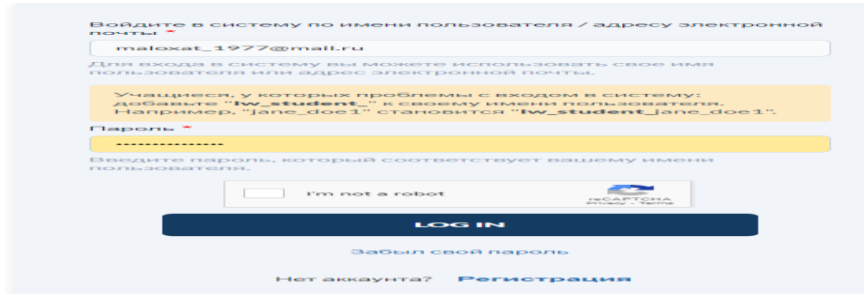 Войдите в систему по имени пользователя / адресу электронной
почты *
maloxat_1977@mail.ru
Для входа в систему вы можете использовать свое имя
пользователя или адрес электронной почты.
Учащиеся, у которых проблемы с входом в систему:
добавьте "lw_student_" к своему имени пользователя.
Например, "jane_doe1" становится "lw_student_jane_doe1".
Пароль *
Введите пароль, который соответствует вашему имени
пользователя.
I'm not a robot
reCAPTCHA
Privacy - Terms
LOG IN
Забыл свой пароль
Нет аккаунта? Регистрация